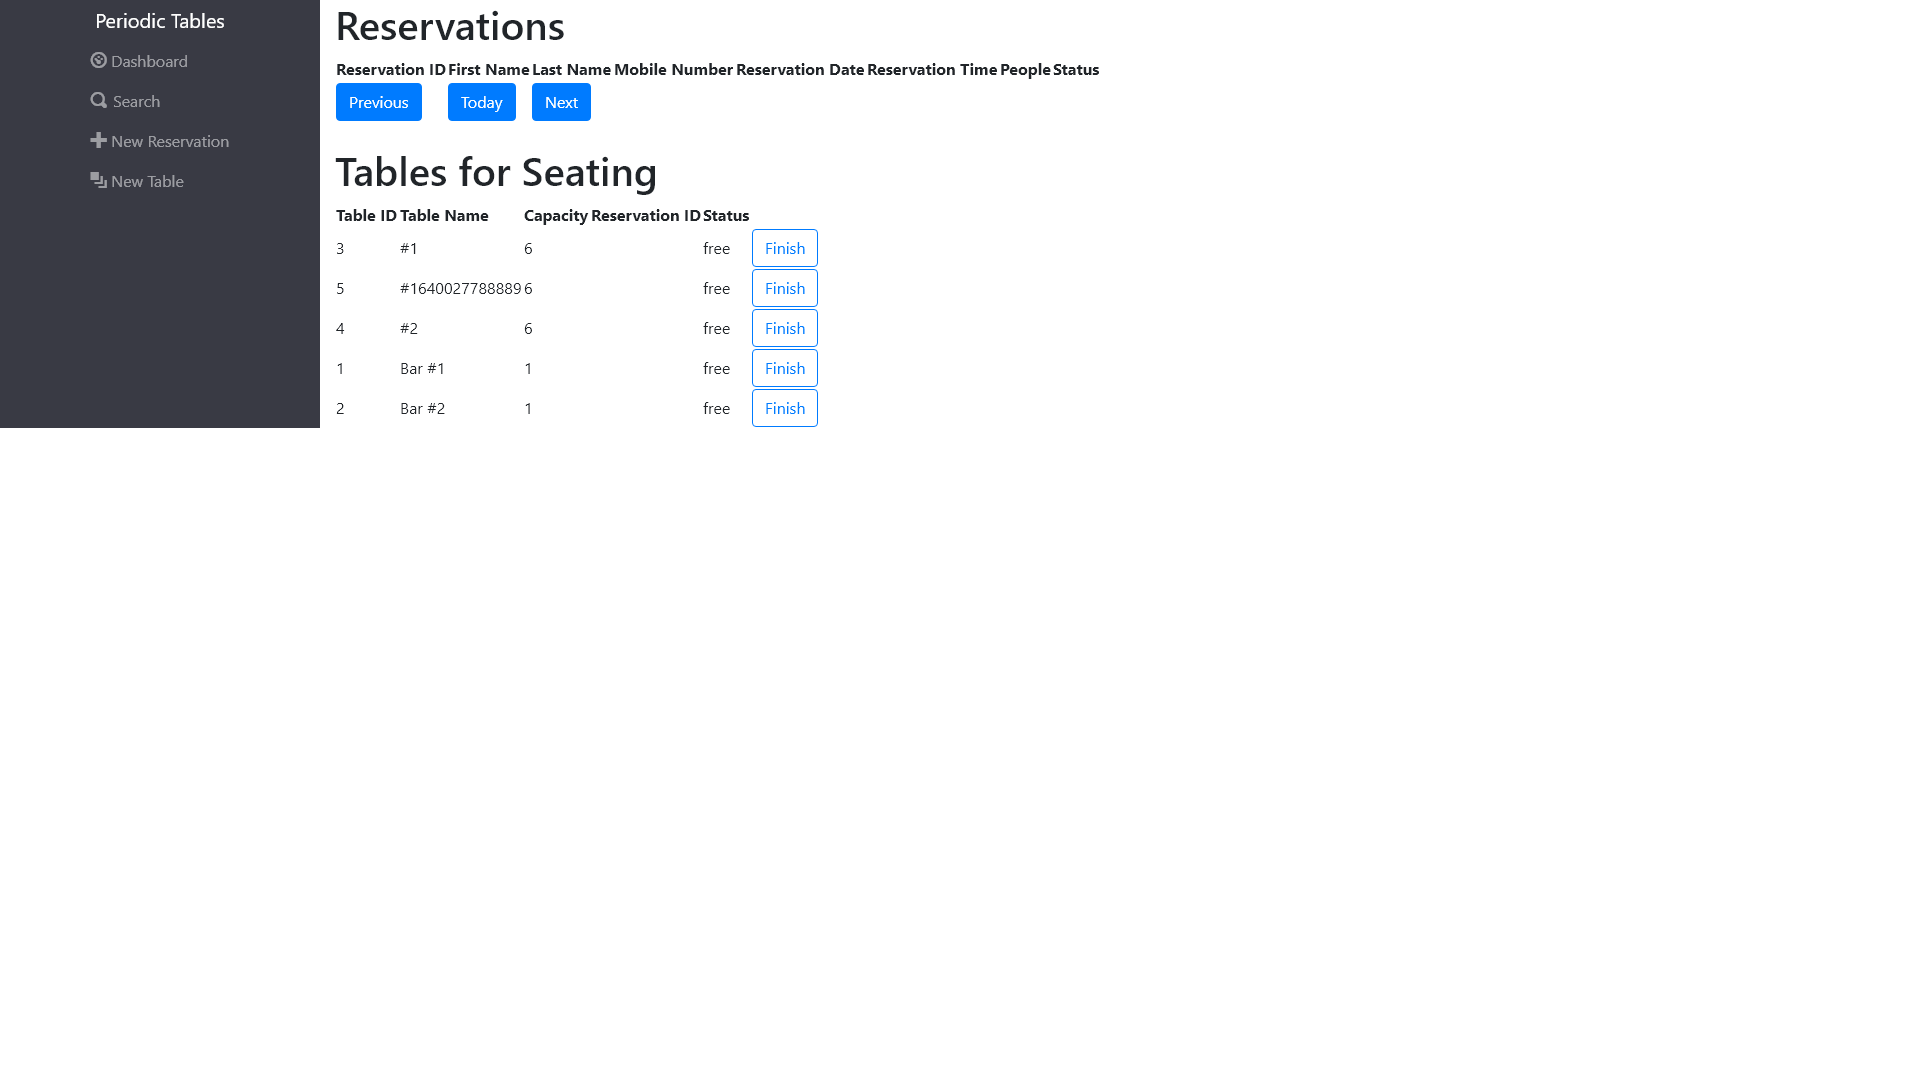 Periodic Tables
Dashboard
Search
New Reservation
New Table
Reservations
Reservation ID First Name Last Name Mobile Number Reservation Date Reservation Time People Status
Previous Today Next
Tables for Seating
Table ID Table Name Capacity Reservation ID Status
3 #1 6 free Finish
5 #1640027788889 6 free Finish
4 #2 6 free Finish
1 Bar #1 1 free Finish
2 Bar #2 1 free Finish